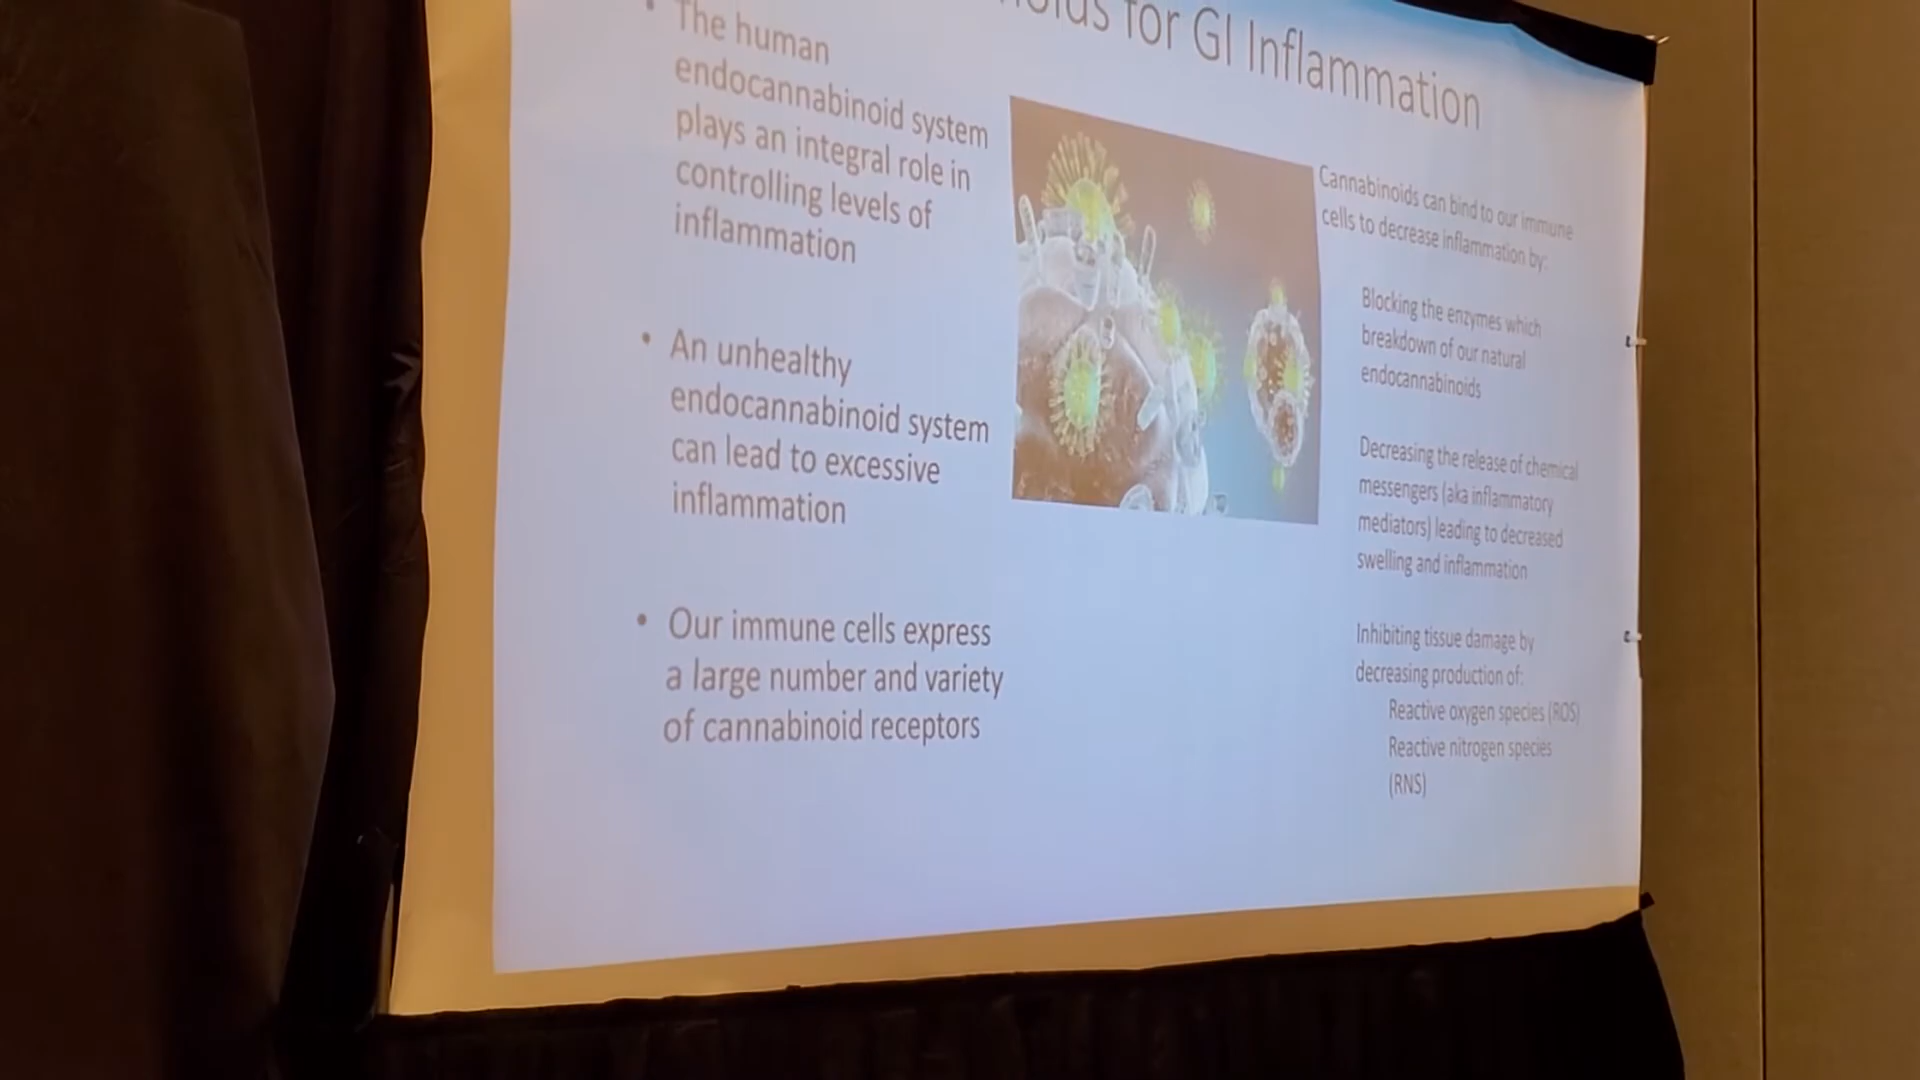 for GI Inflammation
• The human
endocannabinoid system
plays an integral role in
controlling levels of
inflammation
• An unhealthy
endocannabinoid system
can lead to excessive
inflammation
• Our immune cells express
a large number and variety
of cannabinoid receptors
Cannabinoids can bind to our immune
cells to decrease inflammation by:
Blocking the enzymes which
breakdown of our natural
endocannabinoids
Decreasing the release of chemical
messengers (aka inflammatory
mediators) leading to decreased
swelling and inflammation
Inhibiting tissue damage by
decreasing production of:
Reactive oxygen species (ROS)
Reactive nitrogen species
(RNS)